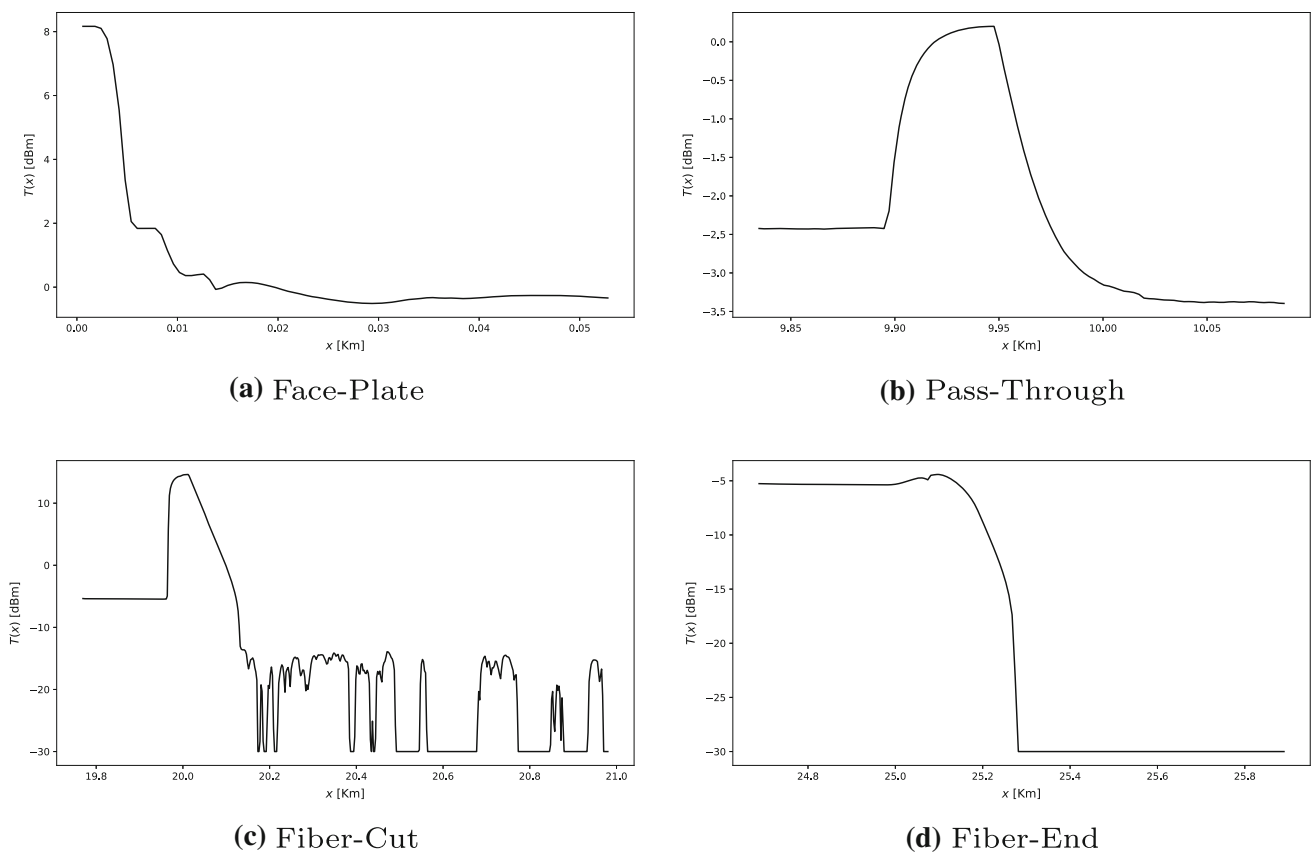 8
6
4
2
0
T(x) [dBm]
0.00 0.01 0.02 0.03 0.04 0.05
x [Km]
(a) Face-Plate
0.0
−0.5
−1.0
−1.5
−2.0
−2.5
−3.0
−3.5
T(x) [dBm]
9.85 9.90 9.95 10.00 10.05
x [Km]
(b) Pass-Through
10
0
−10
−20
−30
T(x) [dBm]
19.8 20.0 20.2 20.4 20.6 20.8 21.0
x [Km]
(c) Fiber-Cut
−5
−10
−15
−20
−25
−30
T(x) [dBm]
24.8 25.0 25.2 25.4 25.6 25.8
x [Km]
(d) Fiber-End